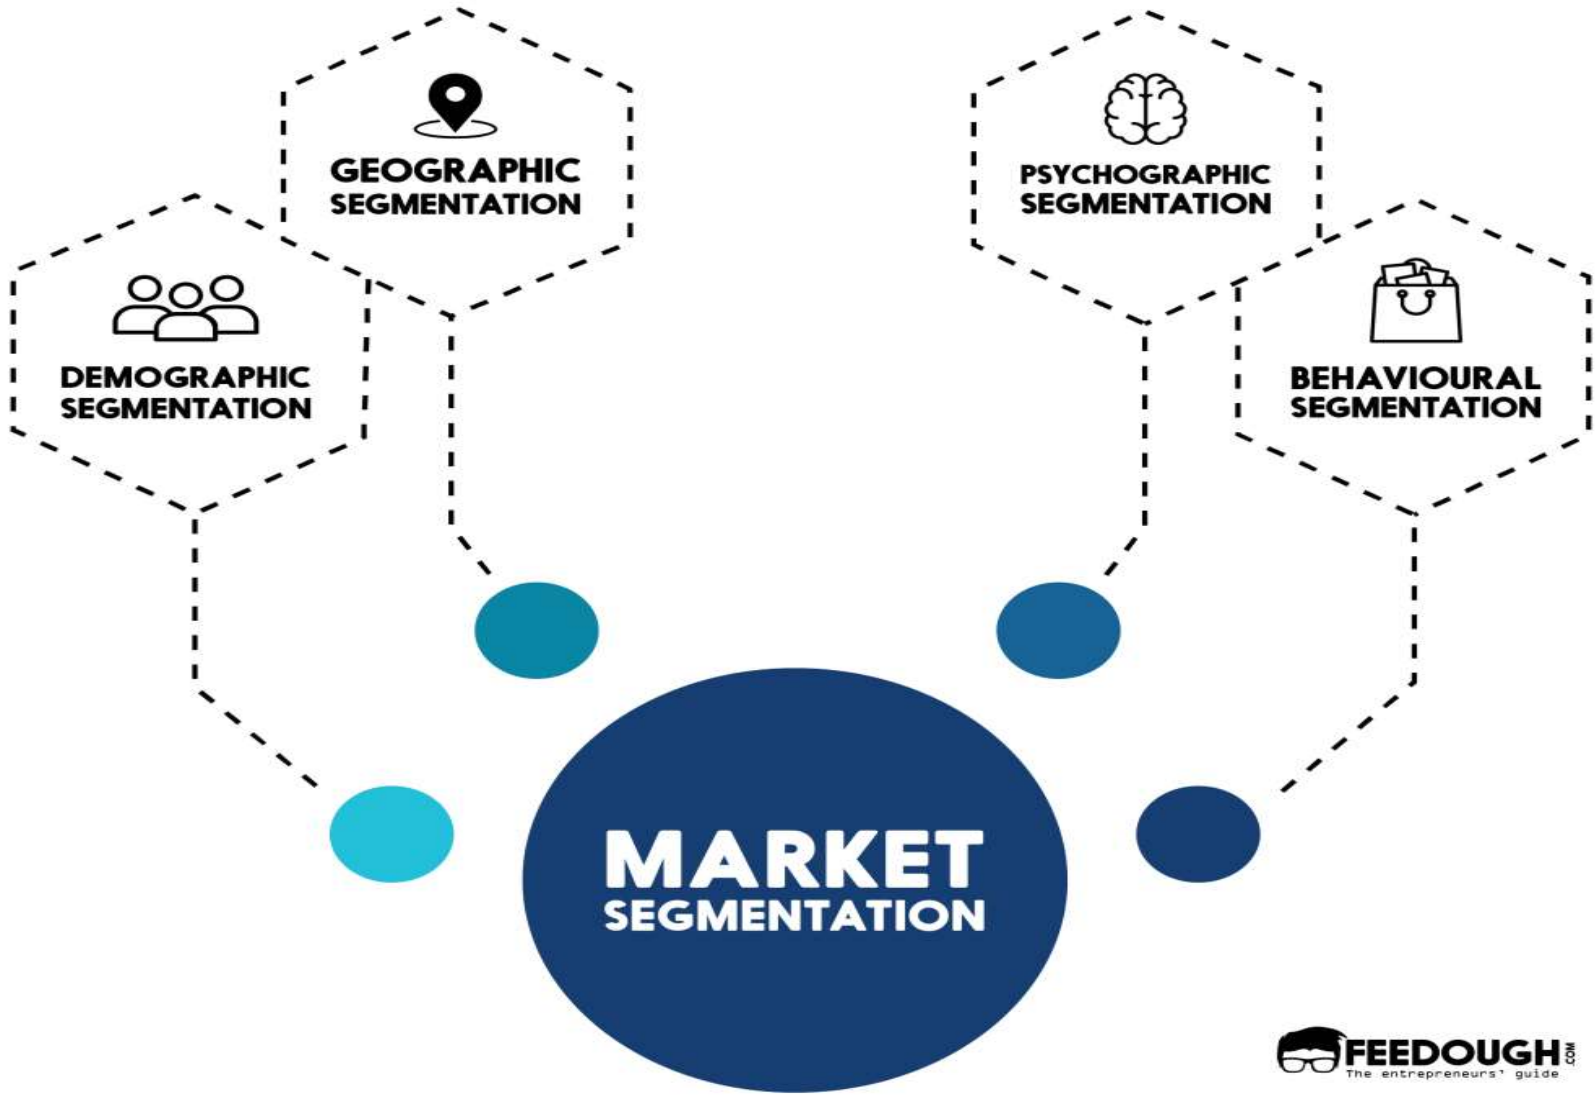 GEOGRAPHIC
SEGMENTATION
PSYCHOGRAPHIC
SEGMENTATION
DEMOGRAPHIC
SEGMENTATION
BEHAVIOURAL
SEGMENTATION
MARKET
SEGMENTATION
FEEDOUGH.COM
The entrepreneurs' guide